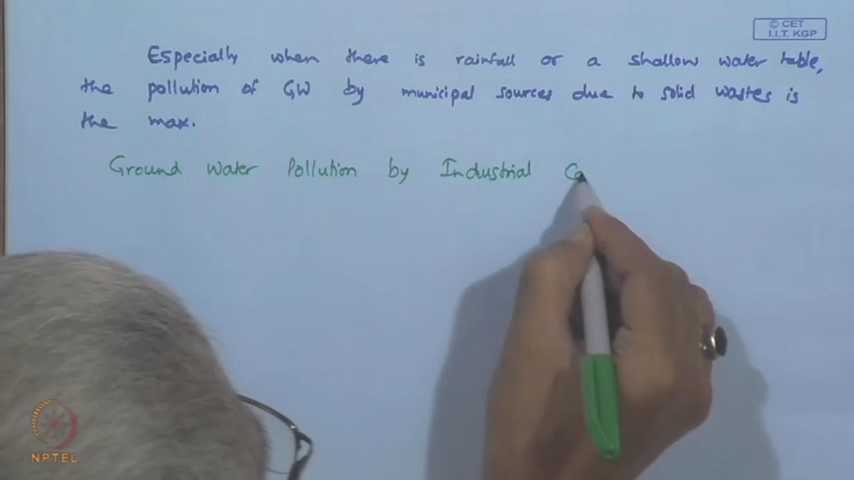 © CET
I.I.T. KGP
Especially when there is rainfall or a shallow water table,
the pollution of GW by municipal sources due to solid wastes is
the max.
Ground Water Pollution by Industrial Ca
NPTEL